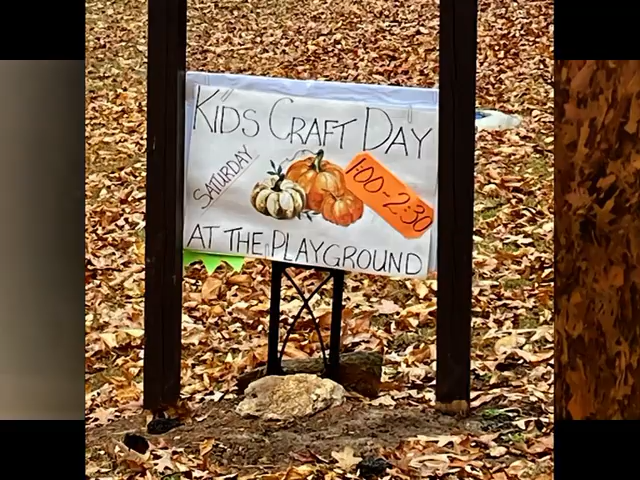 KIDS CRAFT DAY
SATURDAY
1:00-2:30
AT THE PLAYGROUND